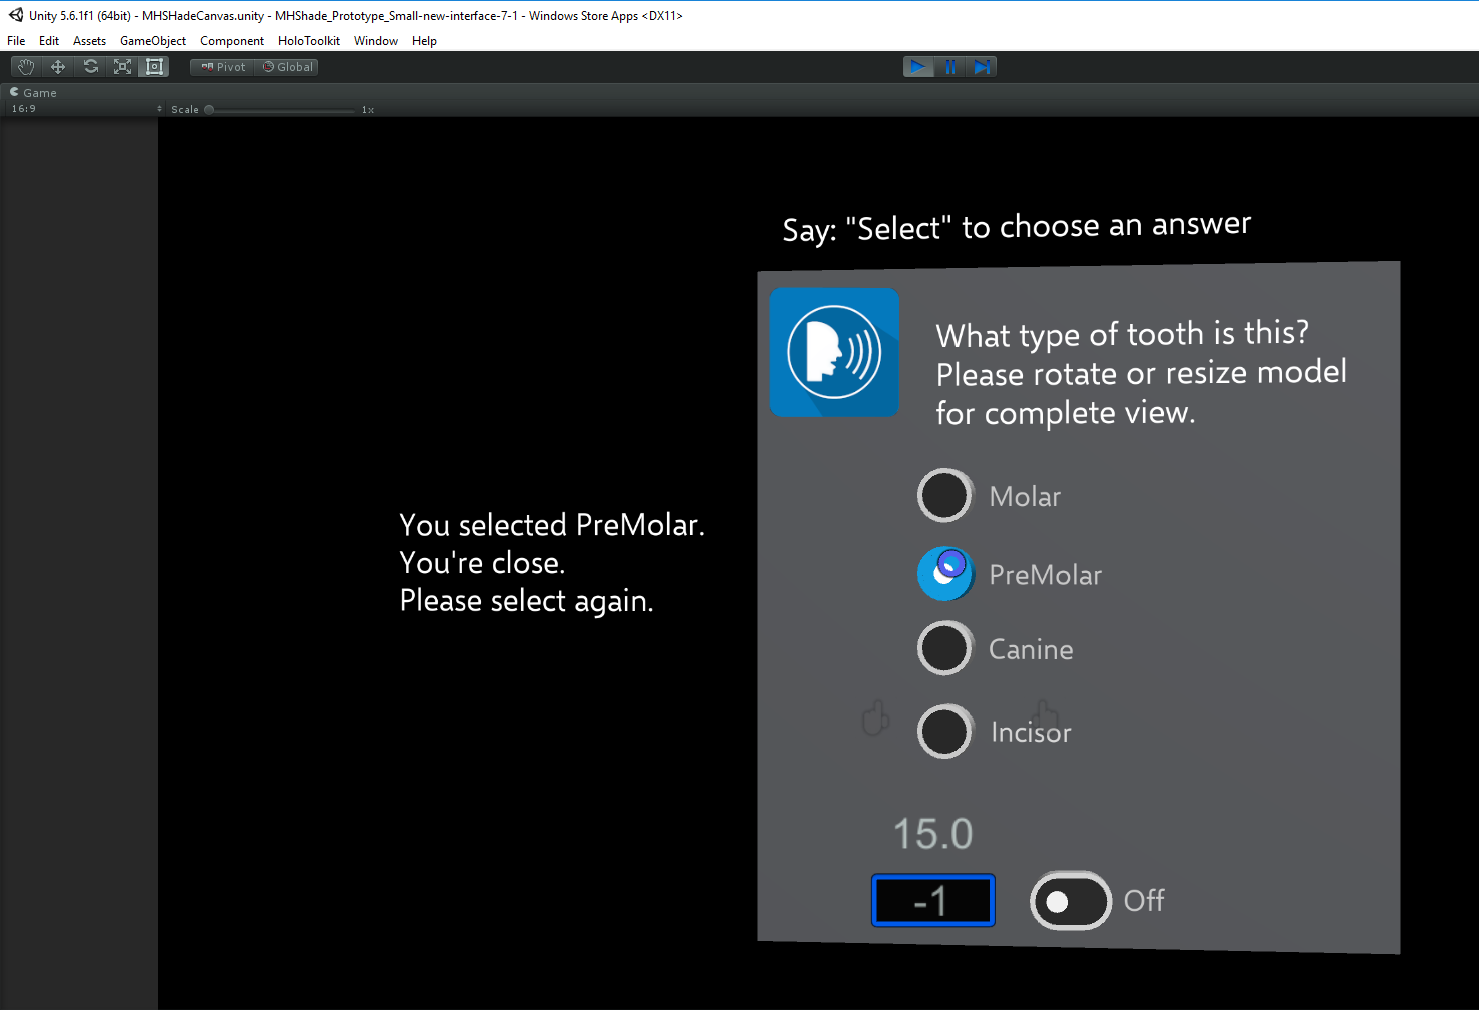 Unity 5.6.1f1 (64bit) - MHSHadeCanvas.unity - MHShade_Prototype_Small-new-interface-7-1 - Windows Store Apps <DX11>
File Edit Assets GameObject Component HoloToolkit Window Help
Pivot Global
Game
16:9 Scale 1x
Say: "Select" to choose an answer
What type of tooth is this?
Please rotate or resize model
for complete view.
Molar
You selected PreMolar.
You're close.
Please select again.
PreMolar
Canine
Incisor
15.0
-1 Off